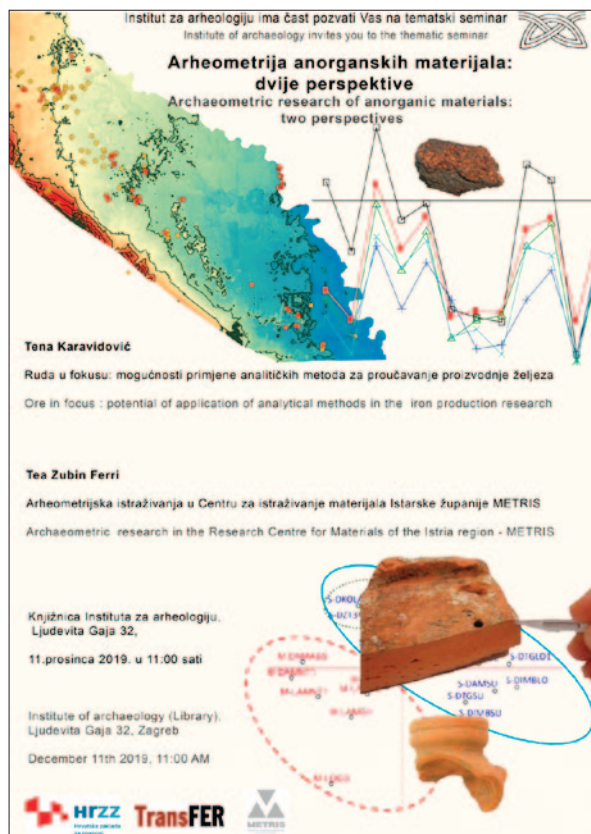 Institut za arheologiju ima čast pozvati Vas na tematski seminar
Institute of archaeology invites you to the thematic seminar
Arheometrija anorganskih materijala:
dvije perspektive
Archaeometric research of anorganic materials:
two perspectives
Tena Karavidović
Ruda u fokusu: mogućnosti primjene analitičkih metoda za proučavanje proizvodnje željeza
Ore in focus : potential of application of analytical methods in the iron production research
Tea Zubin Ferri
Arheometrijska istraživanja u Centru za istraživanje materijala Istarske županije METRIS
Archaeometric research in the Research Centre for Materials of the Istria region - METRIS
Knjižnica Instituta za arheologiju,
Ljudevita Gaja 32,
11.prosinca 2019. u 11:00 sati
Institute of archaeology (Library),
Ljudevita Gaja 32, Zagreb
December 11th 2019, 11:00 AM
S-DTGLO1
S-DAMSU
S-DIMBLO
S-DTGSU
S-DIMBSU
HrZZ
TransFER
METRIS